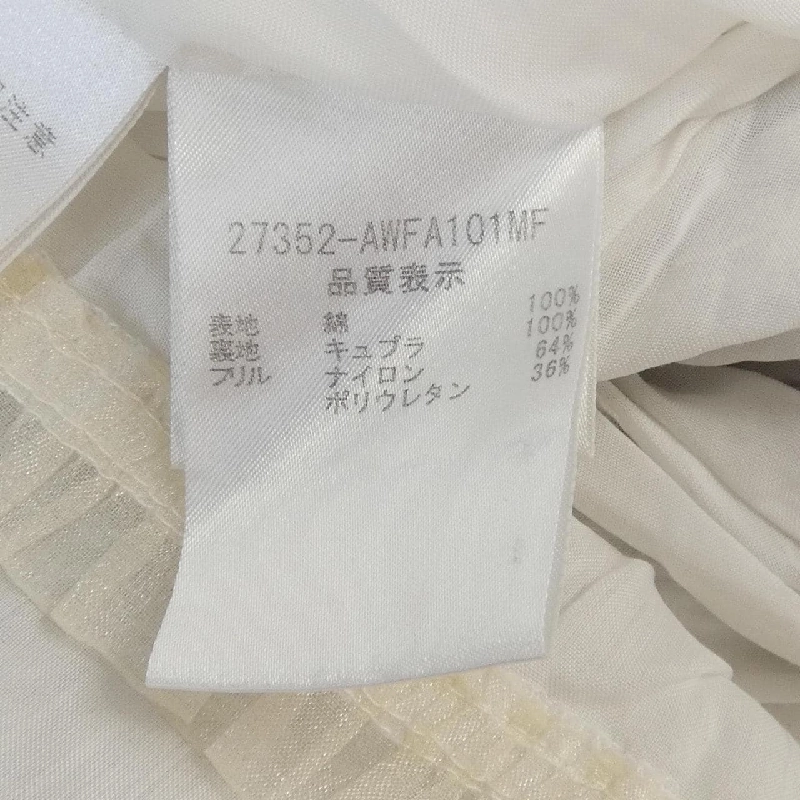 27352-AWFA101MF
品質表示
表地 綿 100%
裏地 キュプラ 100%
フリル ナイロン 64%
ポリウレタン 36%
注